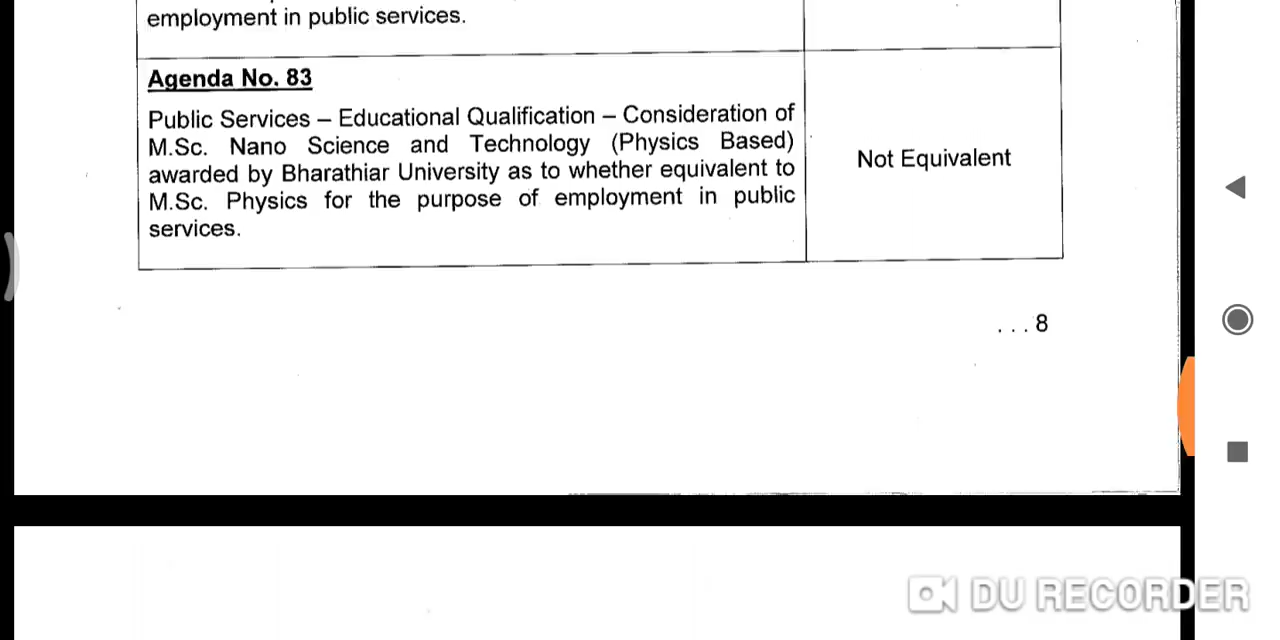 employment in public services.
Agenda No. 83
Public Services – Educational Qualification – Consideration of
M.Sc. Nano Science and Technology (Physics Based)
awarded by Bharathiar University as to whether equivalent to
M.Sc. Physics for the purpose of employment in public
services.
Not Equivalent
...8
DU RECORDER